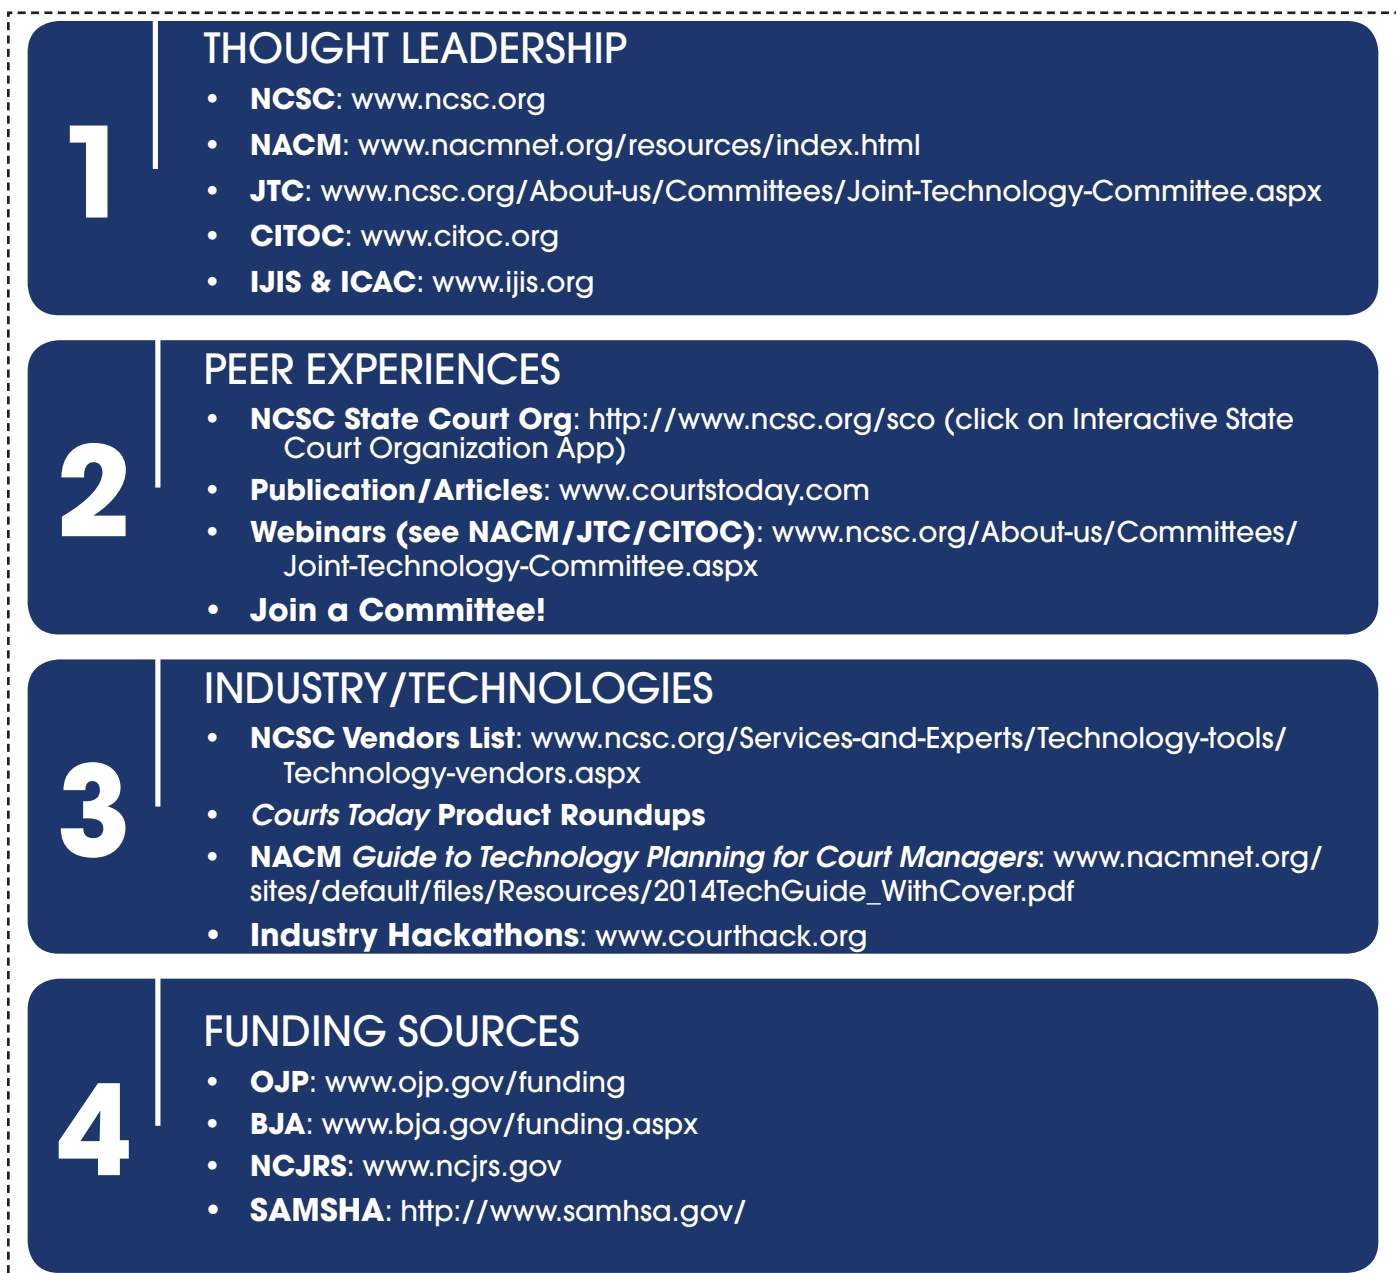 1
THOUGHT LEADERSHIP
• NCSC: www.ncsc.org
• NACM: www.nacmnet.org/resources/index.html
• JTC: www.ncsc.org/About-us/Committees/Joint-Technology-Committee.aspx
• CITOC: www.citoc.org
• IJIS & ICAC: www.ijis.org
2
PEER EXPERIENCES
• NCSC State Court Org: http://www.ncsc.org/sco (click on Interactive State
Court Organization App)
• Publication/Articles: www.courtstoday.com
• Webinars (see NACM/JTC/CITOC): www.ncsc.org/About-us/Committees/
Joint-Technology-Committee.aspx
• Join a Committee!
3
INDUSTRY/TECHNOLOGIES
• NCSC Vendors List: www.ncsc.org/Services-and-Experts/Technology-tools/
Technology-vendors.aspx
• Courts Today Product Roundups
• NACM Guide to Technology Planning for Court Managers: www.nacmnet.org/
sites/default/files/Resources/2014TechGuide_WithCover.pdf
• Industry Hackathons: www.courthack.org
4
FUNDING SOURCES
• OJP: www.ojp.gov/funding
• BJA: www.bja.gov/funding.aspx
• NCJRS: www.ncjrs.gov
• SAMSHA: http://www.samhsa.gov/